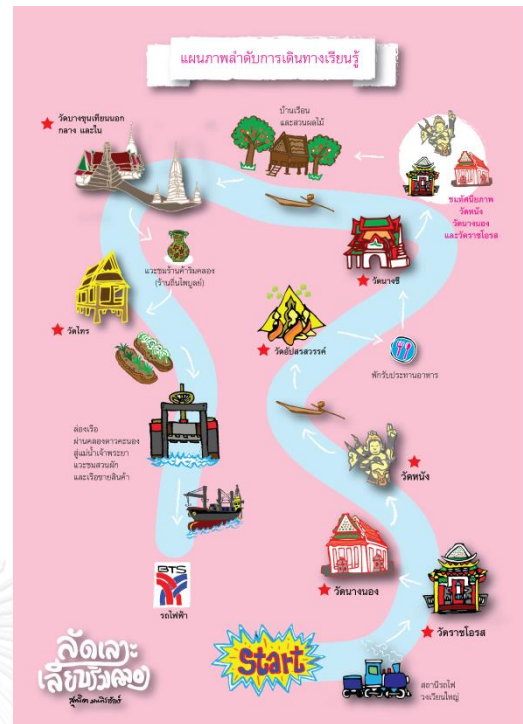 แผนภาพลำดับการเดินทางเรียนรู้
วัดบางขุนเทียนนอก
กลาง และใน
บ้านเรือน
และสวนผลไม้
ชมทัศนียภาพ
วัดหนัง
วัดนางนอง
และวัดราชโอรส
แวะชมร้านค้าริมคลอง
(ร้านถิ่นไพบูลย์)
วัดไทร
วัดนางชี
วัดอัปสรสวรรค์
พักรับประทานอาหาร
ล่องเรือ
ผ่านคลองดาวคะนอง
สู่แม่น้ำเจ้าพระยา
แวะชมสวนผัก
และเรือขายสินค้า
วัดหนัง
วัดนางนอง
วัดราชโอรส
BTS
รถไฟฟ้า
Start
สถานีรถไฟ
วงเวียนใหญ่
ลัดเลาะ
เลียบริมคลอง